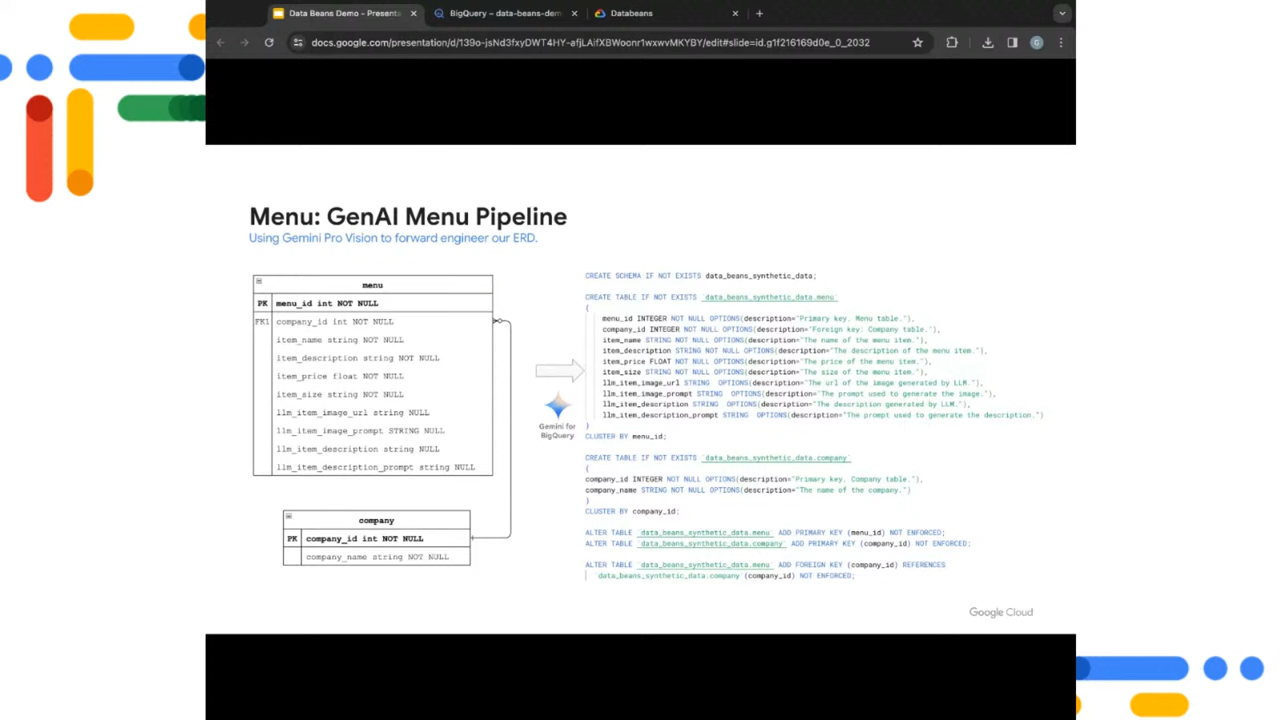 Data Beans Demo - Presenta
BigQuery – data-beans-dem
Databeans
docs.google.com/presentation/d/139o-jsNd3fxyDWT4HY-afjLAifXBWoonr1wxwvMKYBY/edit#slide=id.g1f216169d0e_0_2032
Menu: GenAI Menu Pipeline
Using Gemini Pro Vision to forward engineer our ERD.
menu
PK menu_id int NOT NULL
FK1 company_id int NOT NULL
item_name string NOT NULL
item_description string NOT NULL
item_price float NOT NULL
item_size string NOT NULL
llm_item_image_url string NULL
llm_item_image_prompt STRING NULL
llm_item_description string NULL
llm_item_description_prompt string NULL
company
PK company_id int NOT NULL
company_name string NOT NULL
Gemini for
BigQuery
CREATE SCHEMA IF NOT EXISTS data_beans_synthetic_data;
CREATE TABLE IF NOT EXISTS `data_beans_synthetic_data.menu`
(
menu_id INTEGER NOT NULL OPTIONS(description="Primary key. Menu table."),
company_id INTEGER NOT NULL OPTIONS(description="Foreign key: Company table."),
item_name STRING NOT NULL OPTIONS(description="The name of the menu item."),
item_description STRING NOT NULL OPTIONS(description="The description of the menu item."),
item_price FLOAT NOT NULL OPTIONS(description="The price of the menu item."),
item_size STRING NOT NULL OPTIONS(description="The size of the menu item."),
llm_item_image_url STRING OPTIONS(description="The url of the image generated by LLM."),
llm_item_image_prompt STRING OPTIONS(description="The prompt used to generate the image."),
llm_item_description STRING OPTIONS(description="The description generated by LLM."),
llm_item_description_prompt STRING OPTIONS(description="The prompt used to generate the description.")
)
CLUSTER BY menu_id;
CREATE TABLE IF NOT EXISTS `data_beans_synthetic_data.company`
(
company_id INTEGER NOT NULL OPTIONS(description="Primary key. Company table."),
company_name STRING NOT NULL OPTIONS(description="The name of the company.")
)
CLUSTER BY company_id;
ALTER TABLE `data_beans_synthetic_data.menu` ADD PRIMARY KEY (menu_id) NOT ENFORCED;
ALTER TABLE `data_beans_synthetic_data.company` ADD PRIMARY KEY (company_id) NOT ENFORCED;
ALTER TABLE `data_beans_synthetic_data.menu` ADD FOREIGN KEY (company_id) REFERENCES
`data_beans_synthetic_data.company`(company_id) NOT ENFORCED;
Google Cloud